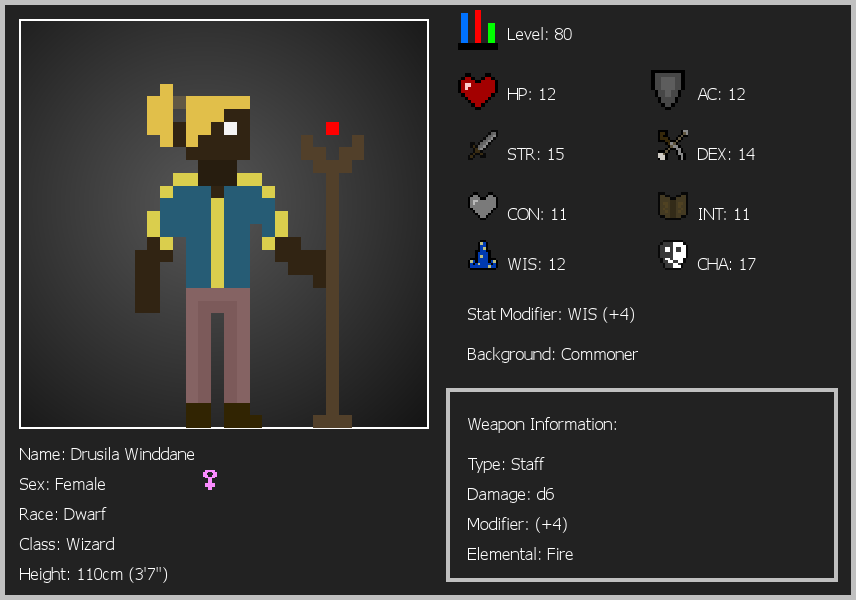 Level: 80
HP: 12
AC: 12
STR: 15
DEX: 14
CON: 11
INT: 11
WIS: 12
CHA: 17
Stat Modifier: WIS (+4)
Background: Commoner
Weapon Information:
Type: Staff
Damage: d6
Modifier: (+4)
Elemental: Fire
Name: Drusila Winddane
Sex: Female
Race: Dwarf
Class: Wizard
Height: 110cm (3'7")